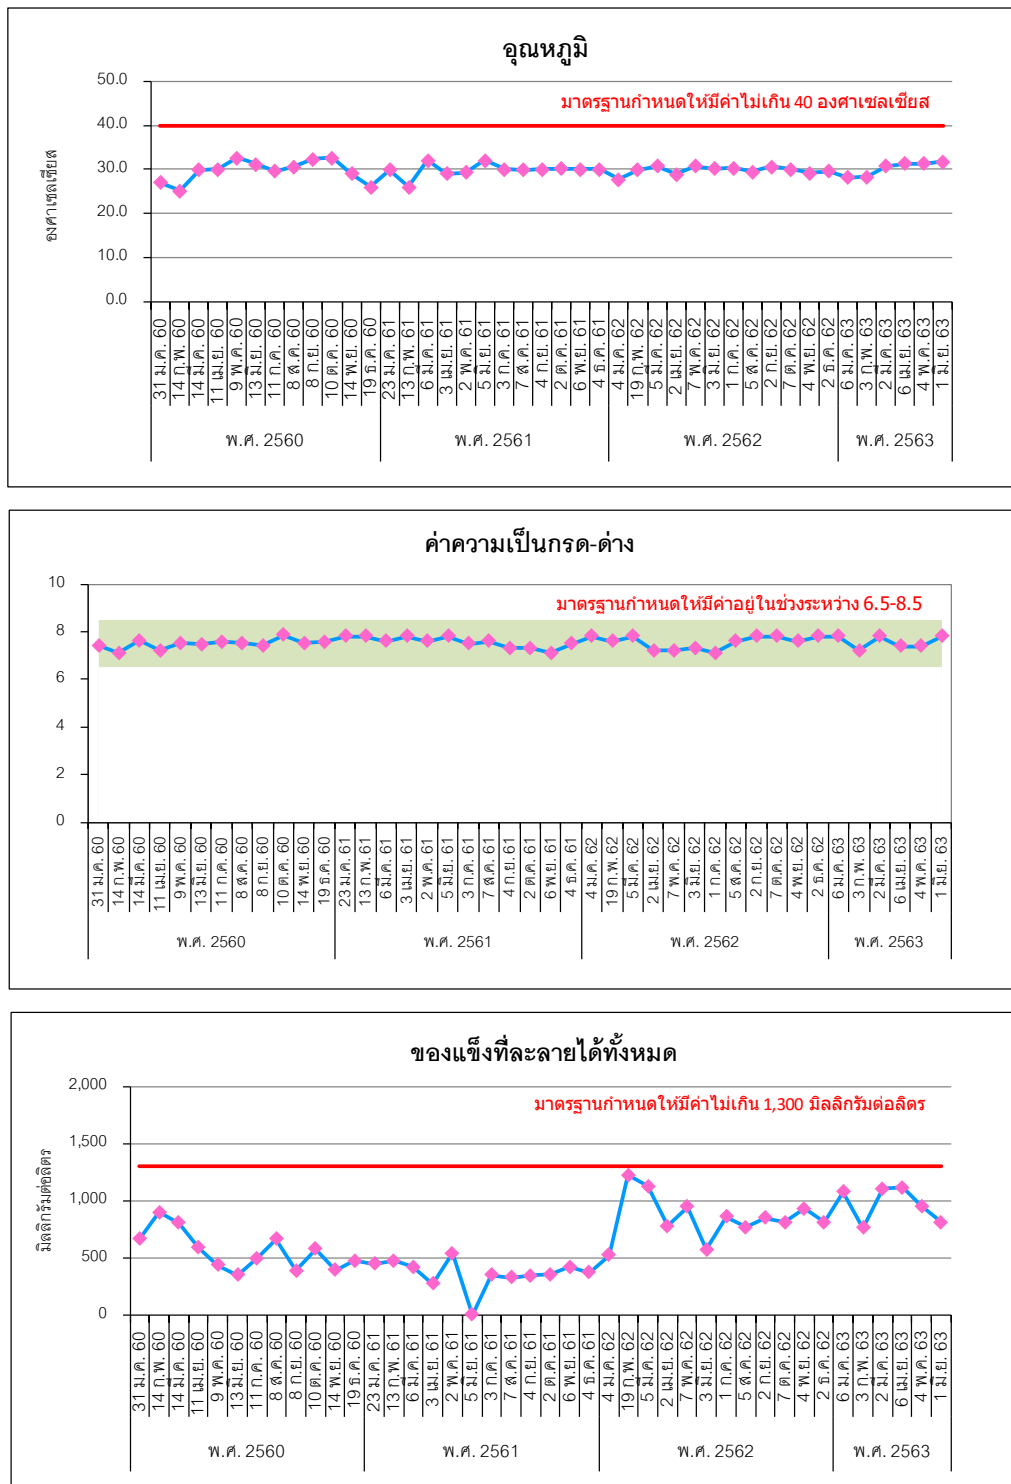 อุณหภูมิ
มาตรฐานกำหนดให้มีค่าไม่เกิน 40 องศาเซลเซียส
องศาเซลเซียส
50.0
40.0
30.0
20.0
10.0
0.0
31 ม.ค. 60
14 ก.พ. 60
14 มี.ค. 60
11 เม.ย. 60
9 พ.ค. 60
13 มิ.ย. 60
11 ก.ค. 60
8 ส.ค. 60
8 ก.ย. 60
10 ต.ค. 60
14 พ.ย. 60
19 ธ.ค. 60
23 ม.ค. 61
13 ก.พ. 61
6 มี.ค. 61
3 เม.ย. 61
2 พ.ค. 61
5 มิ.ย. 61
3 ก.ค. 61
7 ส.ค. 61
4 ก.ย. 61
2 ต.ค. 61
6 พ.ย. 61
4 ธ.ค. 61
4 ม.ค. 62
19 ก.พ. 62
5 มี.ค. 62
2 เม.ย. 62
7 พ.ค. 62
3 มิ.ย. 62
1 ก.ค. 62
5 ส.ค. 62
2 ก.ย. 62
7 ต.ค. 62
4 พ.ย. 62
2 ธ.ค. 62
6 ม.ค. 63
3 ก.พ. 63
2 มี.ค. 63
6 เม.ย. 63
4 พ.ค. 63
1 มิ.ย. 63
พ.ศ. 2560
พ.ศ. 2561
พ.ศ. 2562
พ.ศ. 2563
ค่าความเป็นกรด-ด่าง
มาตรฐานกำหนดให้มีค่าอยู่ในช่วงระหว่าง 6.5-8.5
10
8
6
4
2
0
31 ม.ค. 60
14 ก.พ. 60
14 มี.ค. 60
11 เม.ย. 60
9 พ.ค. 60
13 มิ.ย. 60
11 ก.ค. 60
8 ส.ค. 60
8 ก.ย. 60
10 ต.ค. 60
14 พ.ย. 60
19 ธ.ค. 60
23 ม.ค. 61
13 ก.พ. 61
6 มี.ค. 61
3 เม.ย. 61
2 พ.ค. 61
5 มิ.ย. 61
3 ก.ค. 61
7 ส.ค. 61
4 ก.ย. 61
2 ต.ค. 61
6 พ.ย. 61
4 ธ.ค. 61
4 ม.ค. 62
19 ก.พ. 62
5 มี.ค. 62
2 เม.ย. 62
7 พ.ค. 62
3 มิ.ย. 62
1 ก.ค. 62
5 ส.ค. 62
2 ก.ย. 62
7 ต.ค. 62
4 พ.ย. 62
2 ธ.ค. 62
6 ม.ค. 63
3 ก.พ. 63
2 มี.ค. 63
6 เม.ย. 63
4 พ.ค. 63
1 มิ.ย. 63
พ.ศ. 2560
พ.ศ. 2561
พ.ศ. 2562
พ.ศ. 2563
ของแข็งที่ละลายได้ทั้งหมด
มาตรฐานกำหนดให้มีค่าไม่เกิน 1,300 มิลลิกรัมต่อลิตร
มิลลิกรัมต่อลิตร
2,000
1,500
1,000
500
0
31 ม.ค. 60
14 ก.พ. 60
14 มี.ค. 60
11 เม.ย. 60
9 พ.ค. 60
13 มิ.ย. 60
11 ก.ค. 60
8 ส.ค. 60
8 ก.ย. 60
10 ต.ค. 60
14 พ.ย. 60
19 ธ.ค. 60
23 ม.ค. 61
13 ก.พ. 61
6 มี.ค. 61
3 เม.ย. 61
2 พ.ค. 61
5 มิ.ย. 61
3 ก.ค. 61
7 ส.ค. 61
4 ก.ย. 61
2 ต.ค. 61
6 พ.ย. 61
4 ธ.ค. 61
4 ม.ค. 62
19 ก.พ. 62
5 มี.ค. 62
2 เม.ย. 62
7 พ.ค. 62
3 มิ.ย. 62
1 ก.ค. 62
5 ส.ค. 62
2 ก.ย. 62
7 ต.ค. 62
4 พ.ย. 62
2 ธ.ค. 62
6 ม.ค. 63
3 ก.พ. 63
2 มี.ค. 63
6 เม.ย. 63
4 พ.ค. 63
1 มิ.ย. 63
พ.ศ. 2560
พ.ศ. 2561
พ.ศ. 2562
พ.ศ. 2563